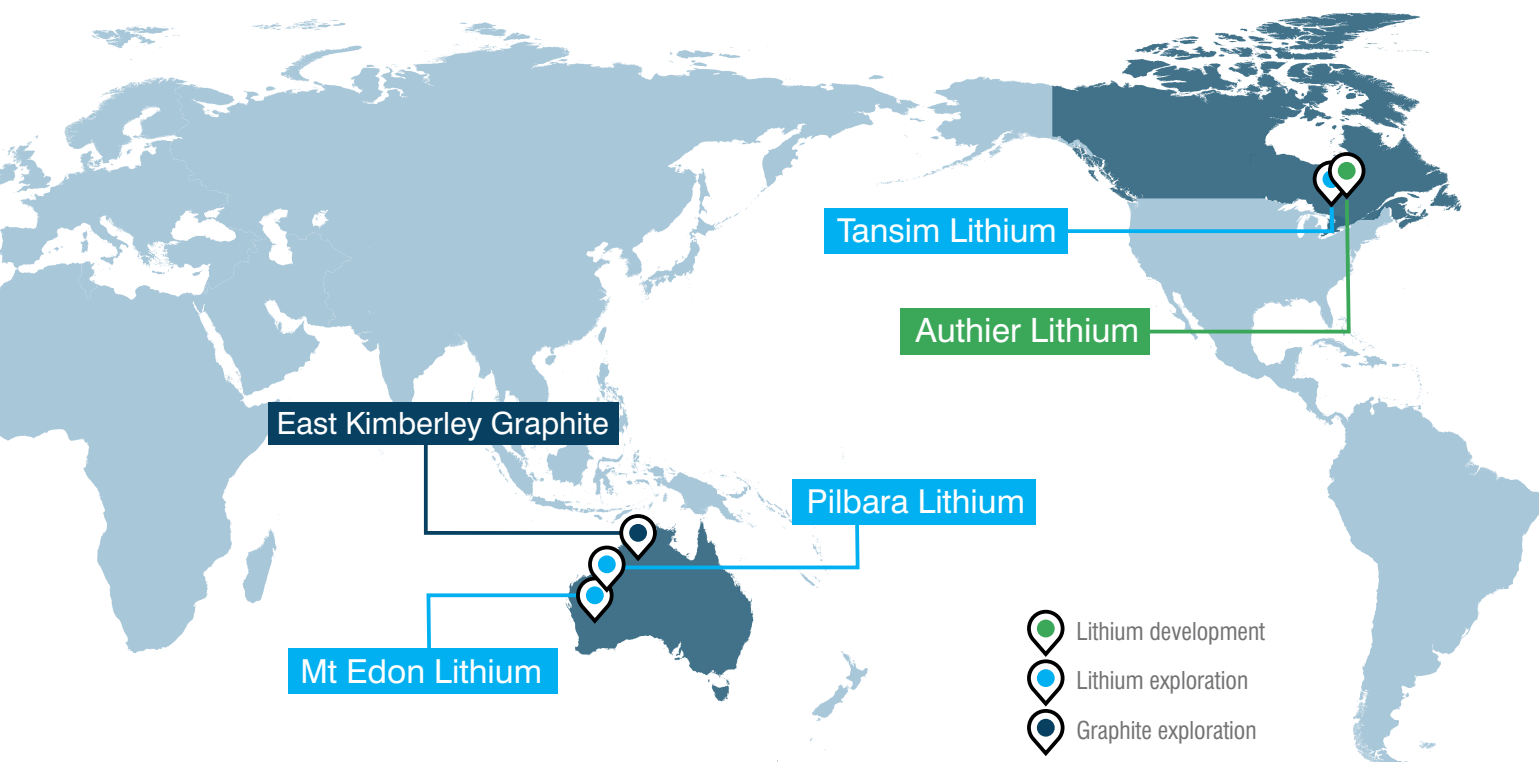 Tansim Lithium
Authier Lithium
East Kimberley Graphite
Pilbara Lithium
Mt Edon Lithium
Lithium development
Lithium exploration
Graphite exploration